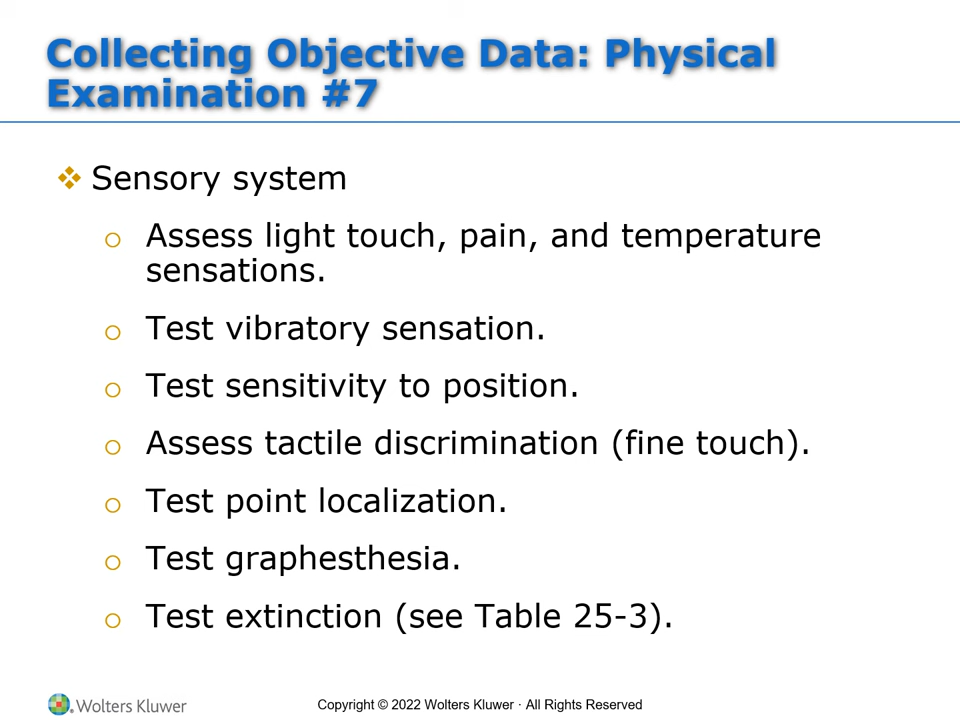 Collecting Objective Data: Physical
Examination #7
❖ Sensory system
o Assess light touch, pain, and temperature
sensations.
o Test vibratory sensation.
o Test sensitivity to position.
o Assess tactile discrimination (fine touch).
o Test point localization.
o Test graphesthesia.
o Test extinction (see Table 25-3).
Wolters Kluwer
Copyright © 2022 Wolters Kluwer · All Rights Reserved